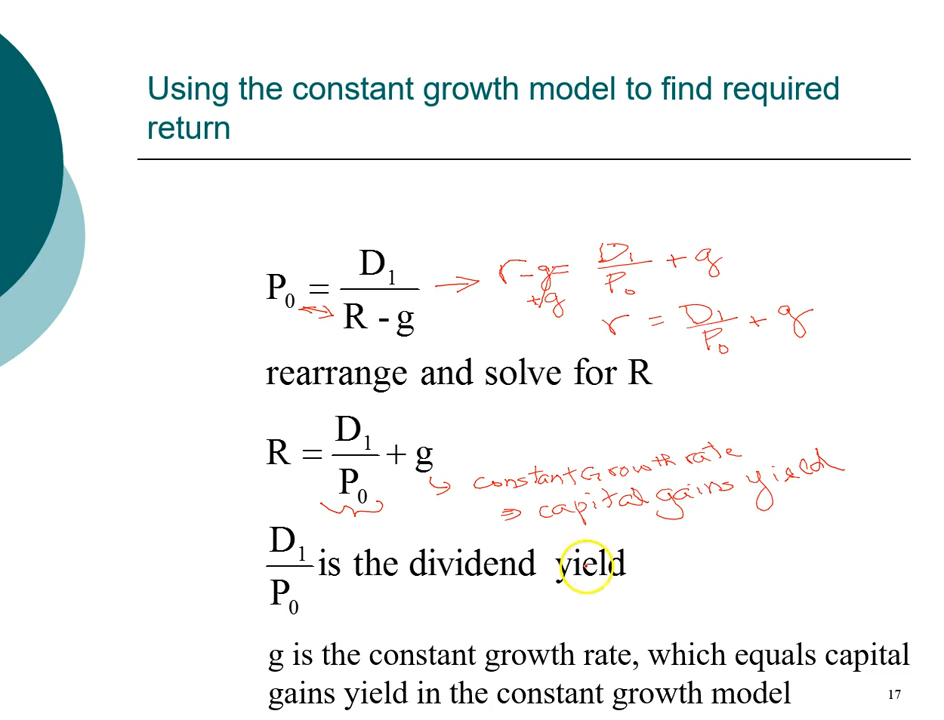 Using the constant growth model to find required
return
P0 = D1 / R - g
→ r - g = D1 / P0 + g
+g
r = D1 / P0 + g
rearrange and solve for R
R = D1 / P0 + g
constant Growth rate
⇒ capital gains yield
D1 / P0 is the dividend yield
g is the constant growth rate, which equals capital
gains yield in the constant growth model
17